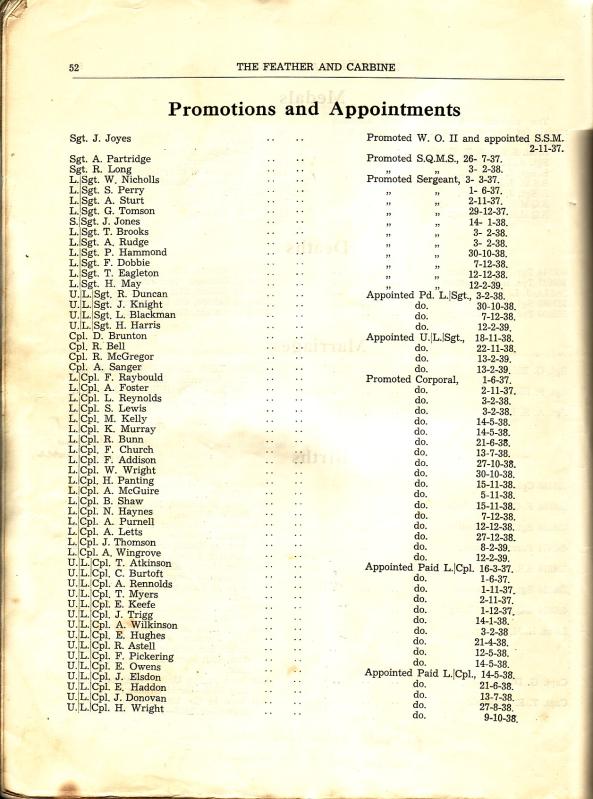 52 THE FEATHER AND CARBINE
Promotions and Appointments
Sgt. J. Joyes .. .. Promoted W. O. II and appointed S.S.M.
2-11-37.
Sgt. A. Partridge .. .. Promoted S.Q.M.S., 26- 7-37.
Sgt. R. Long .. .. „ „ 3- 2-38.
L.|Sgt. W. Nicholls .. .. Promoted Sergeant, 3- 3-37.
L.|Sgt. S. Perry .. .. „ „ 1- 6-37.
L.|Sgt. A. Sturt .. .. „ „ 2-11-37.
L.|Sgt. G. Tomson .. .. „ „ 29-12-37.
S.|Sgt. J. Jones .. .. „ „ 14- 1-38.
L.|Sgt. T. Brooks .. .. „ „ 3- 2-38.
L.|Sgt. A. Rudge .. .. „ „ 3- 2-38.
L.|Sgt. P. Hammond .. .. „ „ 30-10-38.
L.|Sgt. F. Dobbie .. .. „ „ 7-12-38.
L.|Sgt. T. Eagleton .. .. „ „ 12-12-38.
L.|Sgt. H. May .. .. „ „ 12-2-39.
U.|L.|Sgt. R. Duncan .. .. Appointed Pd. L.|Sgt., 3-2-38.
U.|L.|Sgt. J. Knight .. .. do. 30-10-38.
U.|L.|Sgt. L. Blackman .. .. do. 7-12-38.
U.|L.|Sgt. H. Harris .. .. do. 12-2-39.
Cpl. D. Brunton .. .. Appointed U.|L.|Sgt., 18-11-38.
Cpl. R. Bell .. .. do. 22-11-38.
Cpl. R. McGregor .. .. do. 13-2-39.
Cpl. A. Sanger .. .. do. 13-2-39.
L.|Cpl. F. Raybould .. .. Promoted Corporal, 1-6-37.
L.|Cpl. A. Foster .. .. do. 2-11-37.
L.|Cpl. L. Reynolds .. .. do. 3-2-38.
L.|Cpl. S. Lewis .. .. do. 3-2-38.
L.|Cpl. M. Kelly .. .. do. 14-5-38.
L.|Cpl. K. Murray .. .. do. 14-5-38.
L.|Cpl. R. Bunn .. .. do. 21-6-38.
L.|Cpl. F. Church .. .. do. 13-7-38.
L.|Cpl. F. Addison .. .. do. 27-10-38.
L.|Cpl. W. Wright .. .. do. 30-10-38.
L.|Cpl. H. Panting .. .. do. 15-11-38.
L.|Cpl. A. McGuire .. .. do. 5-11-38.
L.|Cpl. B. Shaw .. .. do. 15-11-38.
L.|Cpl. N. Haynes .. .. do. 7-12-38.
L.|Cpl. A. Purnell .. .. do. 12-12-38.
L.|Cpl. A. Letts .. .. do. 27-12-38.
L.|Cpl. J. Thomson .. .. do. 8-2-39.
L.|Cpl. A. Wingrove .. .. do. 12-2-39.
U.|L.|Cpl. T. Atkinson .. .. Appointed Paid L.|Cpl. 16-3-37.
U.|L.|Cpl. C. Burtoft .. .. do. 1-6-37.
U.|L.|Cpl. A. Rennolds .. .. do. 1-11-37.
U.|L.|Cpl. T. Myers .. .. do. 2-11-37.
U.|L.|Cpl. E. Keefe .. .. do. 1-12-37.
U.|L.|Cpl. J. Trigg .. .. do. 14-1-38.
U.|L.|Cpl. A. Wilkinson .. .. do. 3-2-38
U.|L.|Cpl. E. Hughes .. .. do. 21-4-38.
U.|L.|Cpl. R. Astell .. .. do. 12-5-38.
U.|L.|Cpl. F. Pickering .. .. do. 14-5-38.
U.|L.|Cpl. E. Owens .. .. Appointed Paid L.|Cpl., 14-5-38.
U.|L.|Cpl. J. Elsdon .. .. do. 21-6-38.
U.|L.|Cpl. E. Haddon .. .. do. 13-7-38.
U.|L.|Cpl. J. Donovan .. .. do. 27-8-38.
U.|L.|Cpl. H. Wright .. .. do. 9-10-38.